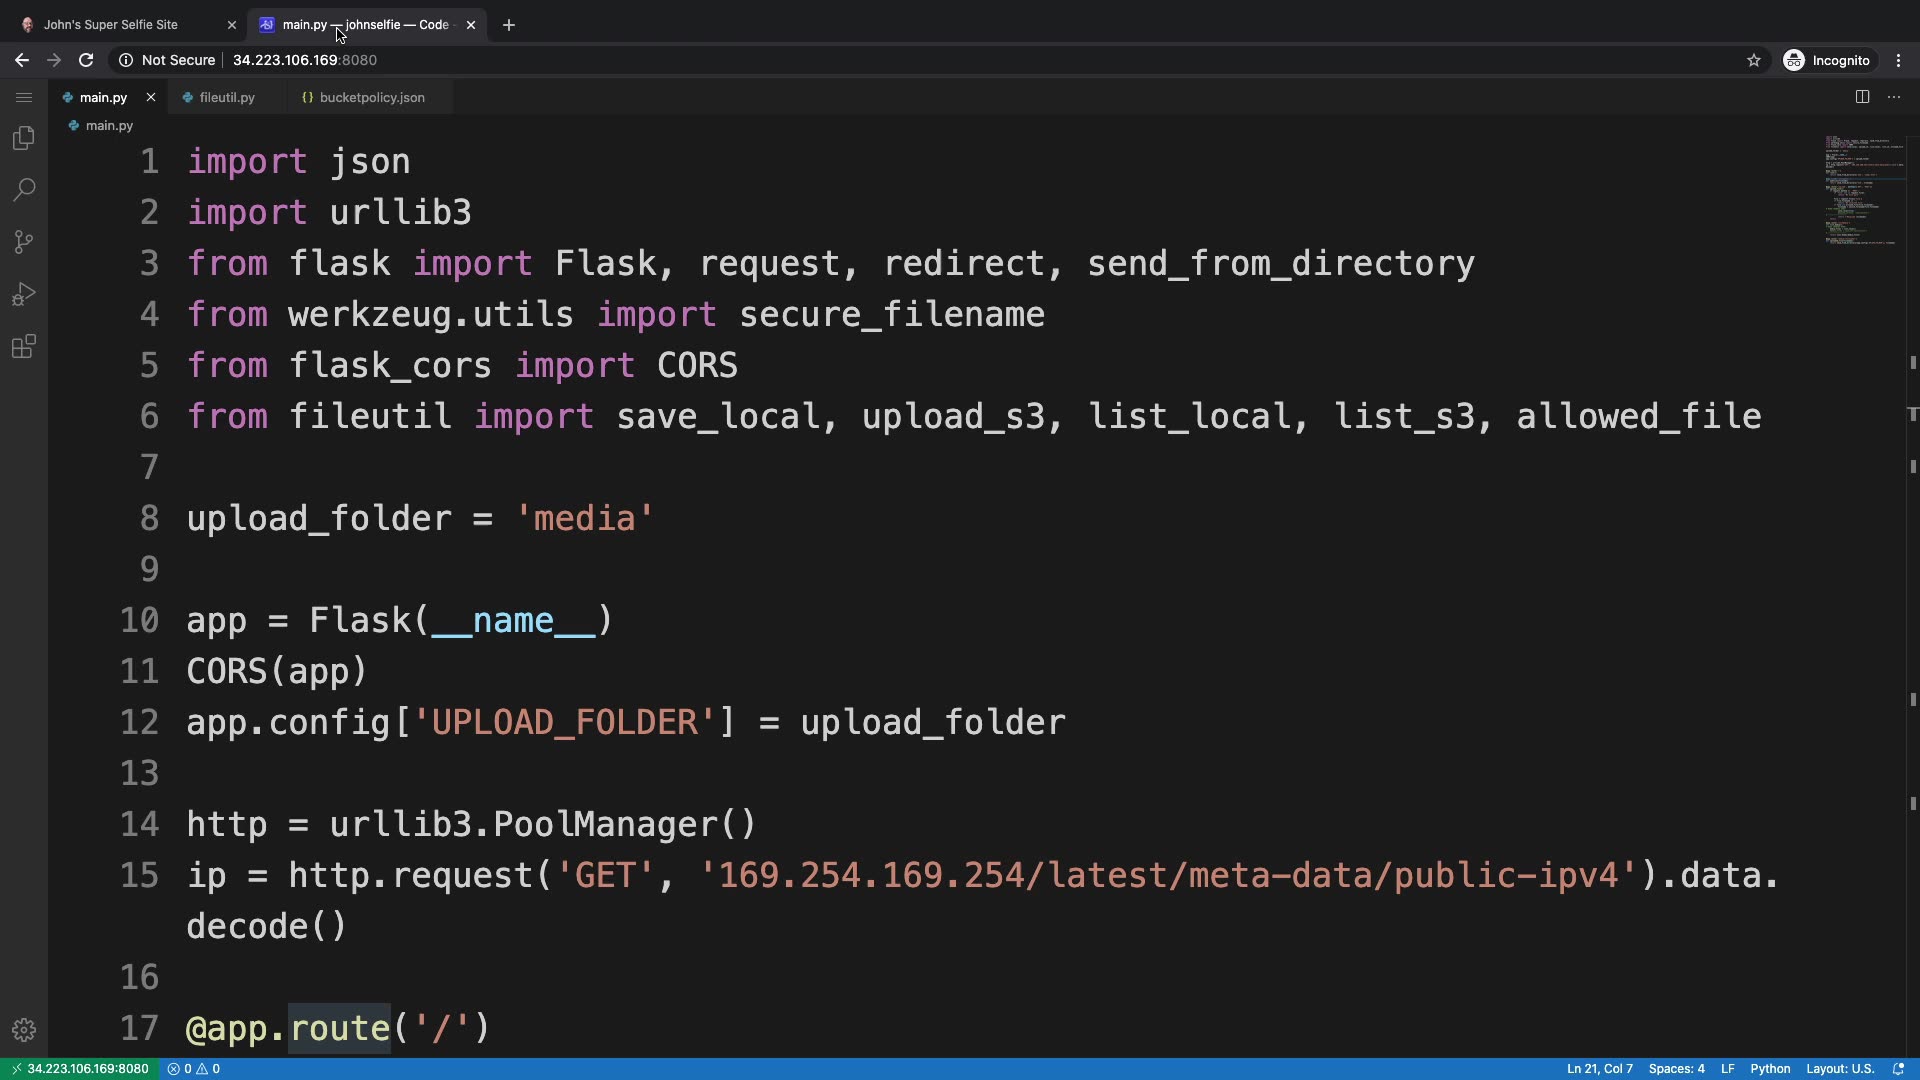 John's Super Selfie Site
main.py — johnselfie — Code -
Not Secure
34.223.106.169:8080
Incognito
main.py
fileutil.py
{} bucketpolicy.json
main.py
1 import json
2 import urllib3
3 from flask import Flask, request, redirect, send_from_directory
4 from werkzeug.utils import secure_filename
5 from flask_cors import CORS
6 from fileutil import save_local, upload_s3, list_local, list_s3, allowed_file
7
8 upload_folder = 'media'
9
10 app = Flask(__name__)
11 CORS(app)
12 app.config['UPLOAD_FOLDER'] = upload_folder
13
14 http = urllib3.PoolManager()
15 ip = http.request('GET', '169.254.169.254/latest/meta-data/public-ipv4').data.
decode()
16
17 @app.route('/')
34.223.106.169:8080
0
0
Ln 21, Col 7
Spaces: 4
LF
Python
Layout: U.S.